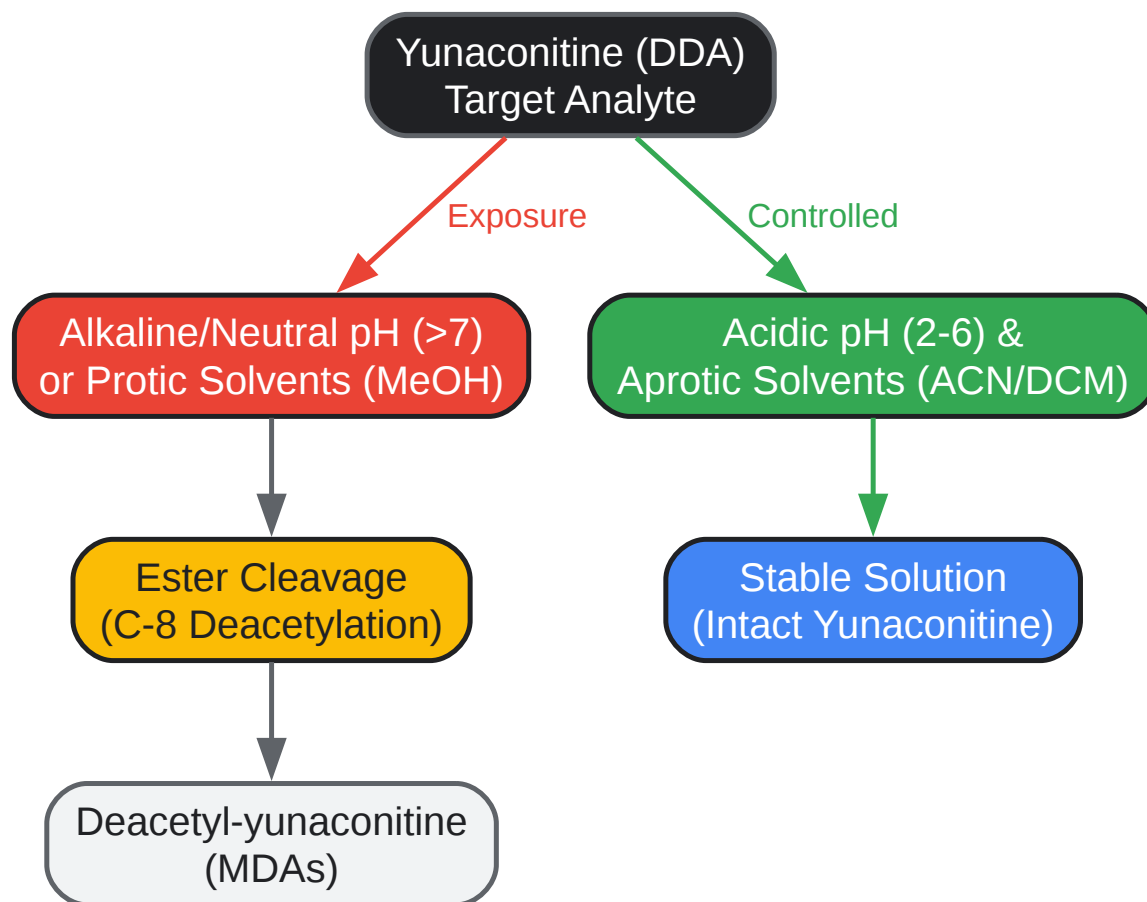 Yunaconitine (DDA)
Target Analyte
Exposure
Controlled
Alkaline/Neutral pH (>7)
or Protic Solvents (MeOH)
Acidic pH (2-6) &
Aprotic Solvents (ACN/DCM)
Ester Cleavage
(C-8 Deacetylation)
Stable Solution
(Intact Yunaconitine)
Deacetyl-yunaconitine
(MDAs)